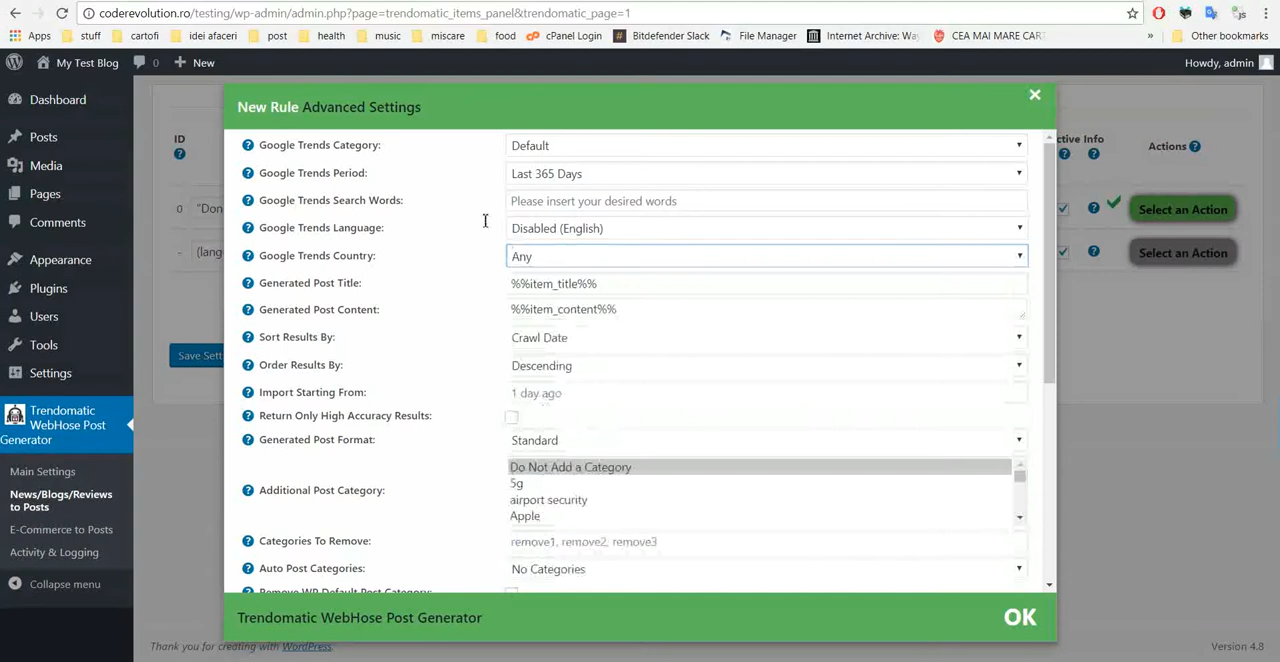 coderevolution.ro/testing/wp-admin/admin.php?page=trendomatic_items_panel&trendomatic_page=1
Apps stuff cartofi idei afaceri post health music miscare food cPanel Login Bitdefender Slack File Manager Internet Archive: Way CEA MAI MARE CART » Other bookmarks
My Test Blog 0 + New Howdy, admin
Dashboard
Posts
Media
Pages
Comments
Appearance
Plugins
Users
Tools
Settings
Trendomatic
WebHose Post
Generator
Main Settings
News/Blogs/Reviews
to Posts
E-Commerce to Posts
Activity & Logging
Collapse menu
ID
ctive Info
Actions
0 "Don
Select an Action
- (lang
Select an Action
Save Sett
New Rule Advanced Settings
×
Google Trends Category: Default
Google Trends Period: Last 365 Days
Google Trends Search Words: Please insert your desired words
Google Trends Language: Disabled (English)
Google Trends Country: Any
Generated Post Title: %%item_title%%
Generated Post Content: %%item_content%%
Sort Results By: Crawl Date
Order Results By: Descending
Import Starting From: 1 day ago
Return Only High Accuracy Results:
Generated Post Format: Standard
Additional Post Category:
Do Not Add a Category
5g
airport security
Apple
Categories To Remove: remove1, remove2, remove3
Auto Post Categories: No Categories
Remove WP Default Post Category:
Trendomatic WebHose Post Generator OK
Thank you for creating with WordPress.
Version 4.8